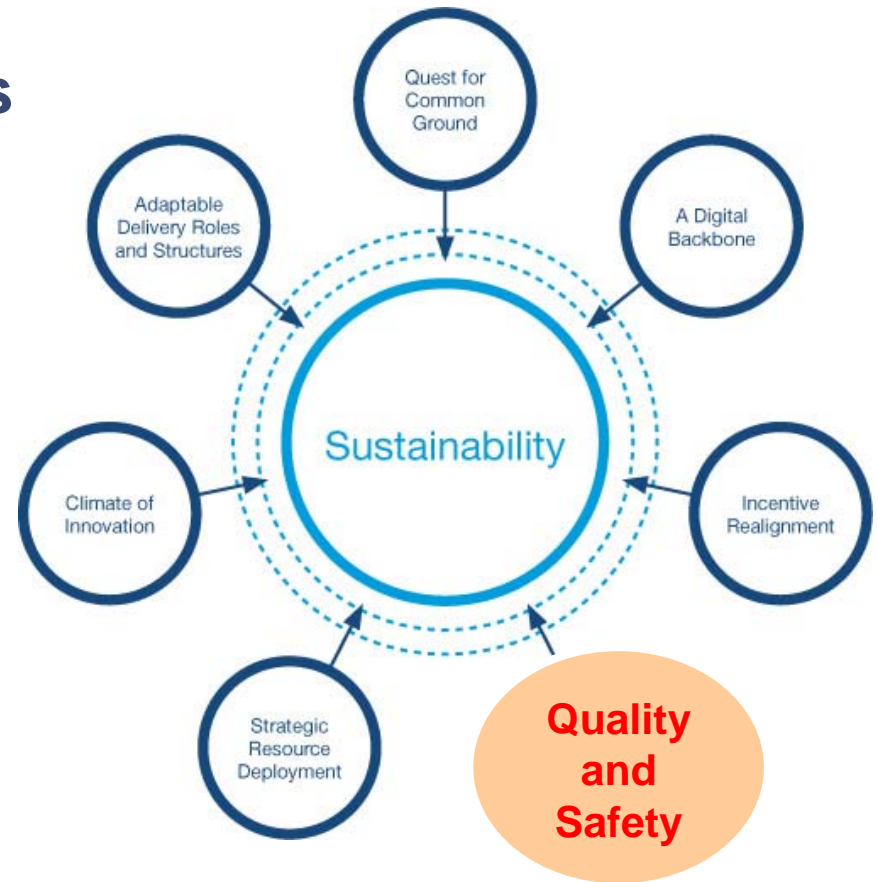 s
Quest for
Common
Ground
Adaptable
Delivery Roles
and Structures
A Digital
Backbone
Sustainability
Climate of
Innovation
Incentive
Realignment
Strategic
Resource
Deployment
Quality
and
Safety